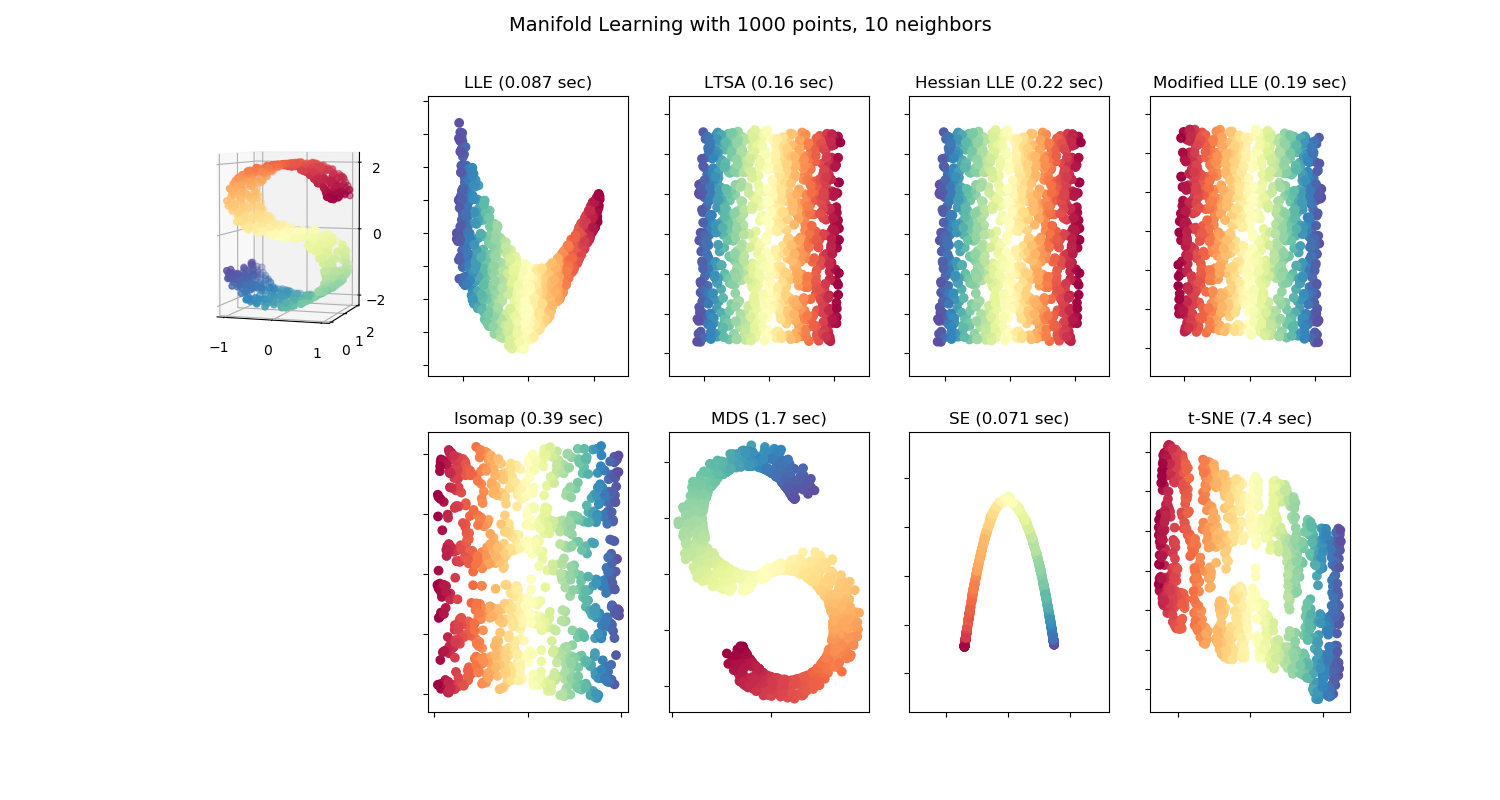 Manifold Learning with 1000 points, 10 neighbors
LLE (0.087 sec)
LTSA (0.16 sec)
Hessian LLE (0.22 sec)
Modified LLE (0.19 sec)
2
0
−2
−1
0
1
0
1
2
Isomap (0.39 sec)
MDS (1.7 sec)
SE (0.071 sec)
t-SNE (7.4 sec)